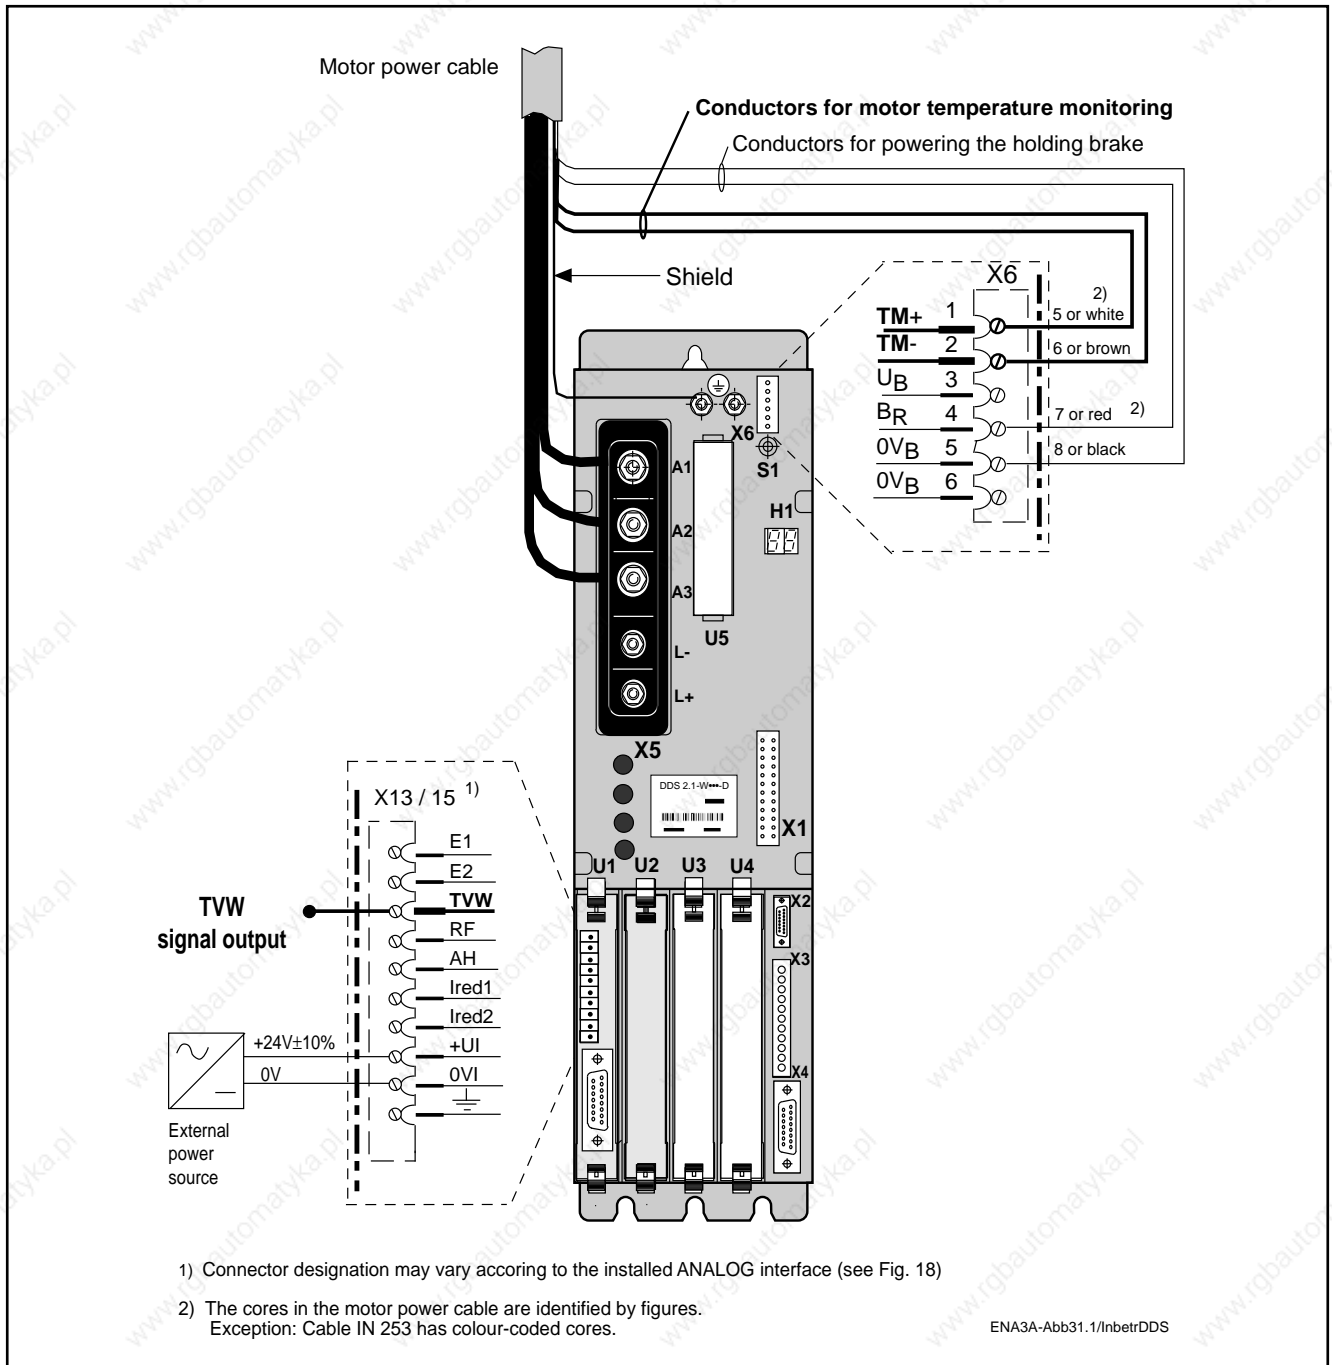 Motor power cable
Conductors for motor temperature monitoring
Conductors for powering the holding brake
Shield
X6
2)
TM+ 1 5 or white
TM- 2 6 or brown
UB 3
BR 4 7 or red 2)
0VB 5 8 or black
0VB 6
X6
S1
H1
A1
A2
A3
L-
L+
U5
X5
DDS 2.1-W•••-D
X1
U1 U2 U3 U4
X2
X3
X4
X13 / 15 1)
E1
E2
TVW
RF
AH
Ired1
Ired2
+UI
0VI
TVW
signal output
+24V±10%
0V
External
power
source
1) Connector designation may vary accoring to the installed ANALOG interface (see Fig. 18)
2) The cores in the motor power cable are identified by figures.
Exception: Cable IN 253 has colour-coded cores.
ENA3A-Abb31.1/InbetrDDS
www.rgbautomatyka.pl